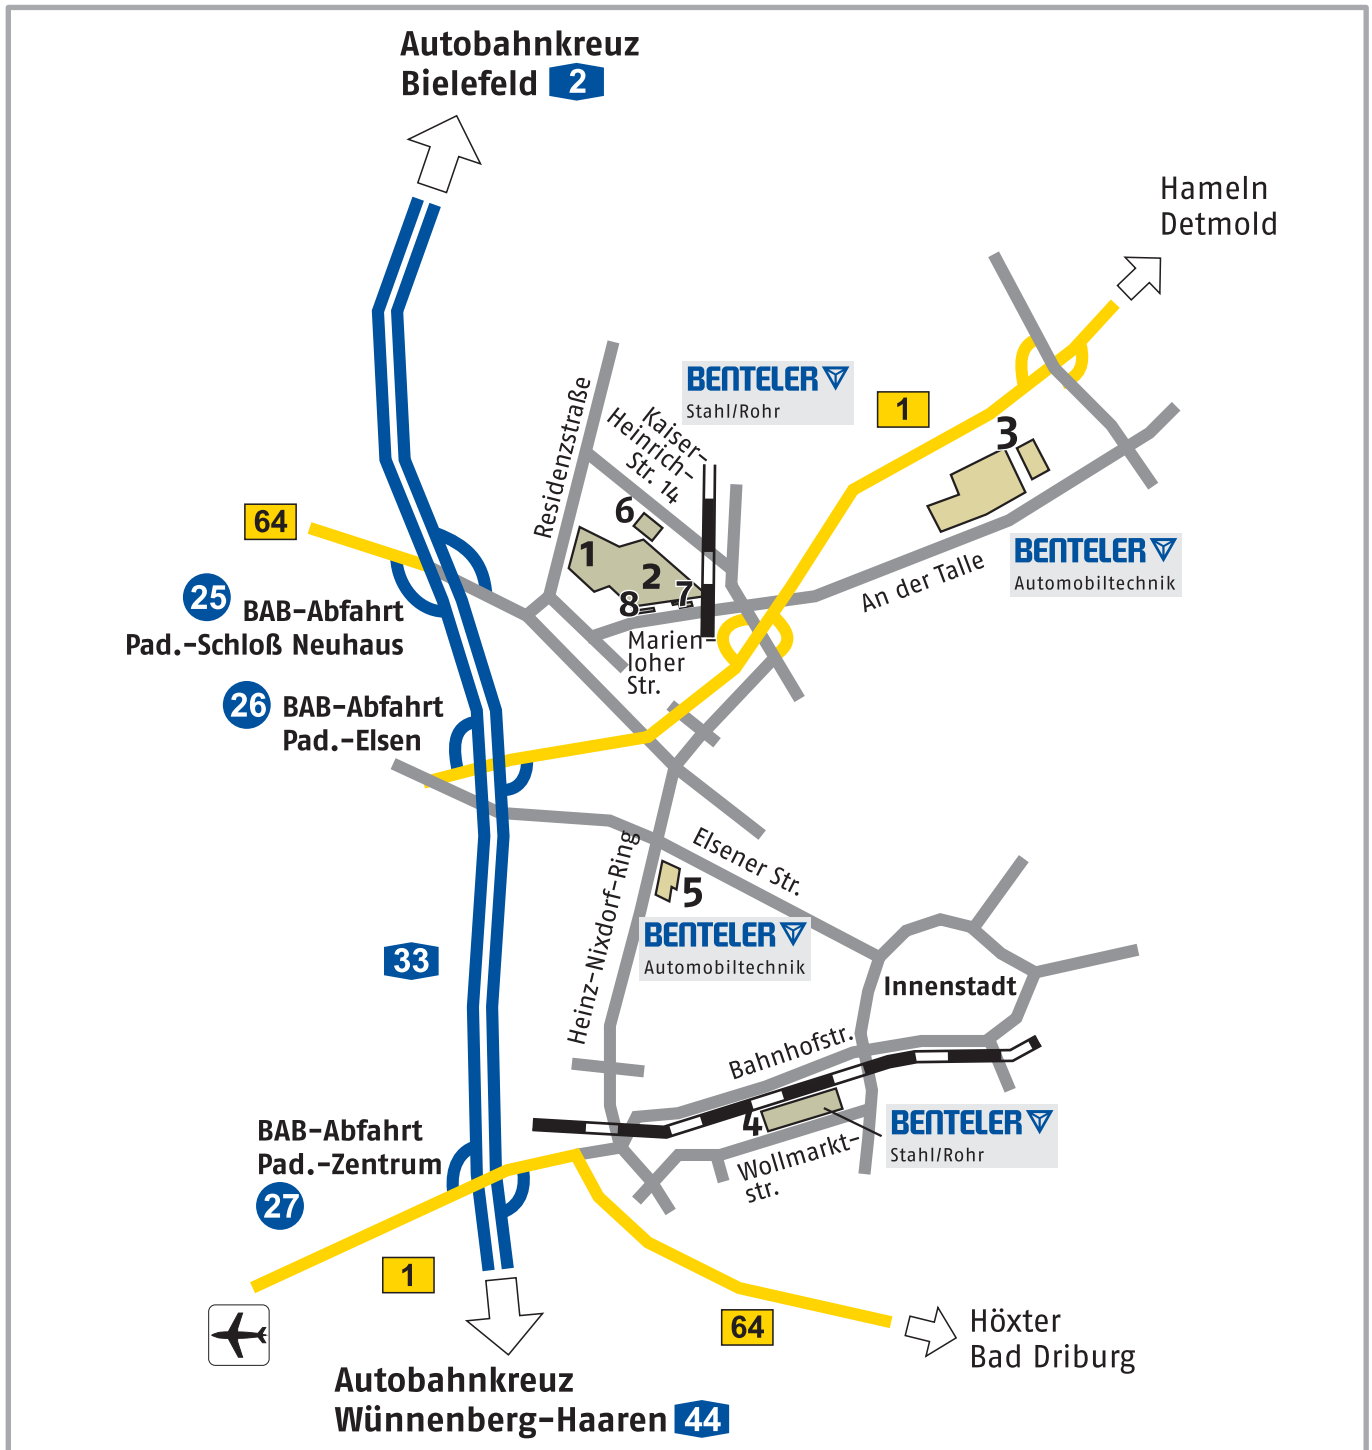 Autobahnkreuz
Bielefeld 2
Hameln
Detmold
BENTELER
Stahl/Rohr
1
Residenzstraße
Kaiser-
Heinrich-
Str. 14
3
64
6
1
2
7
8
BENTELER
Automobiltechnik
An der Talle
25 BAB-Abfahrt
Pad.-Schloß Neuhaus
Marien-
loher
Str.
26 BAB-Abfahrt
Pad.-Elsen
Elsener Str.
Heinz-Nixdorf-Ring
5
BENTELER
Automobiltechnik
33
Innenstadt
Bahnhofstr.
4
BENTELER
Stahl/Rohr
Wollmarkt-
str.
BAB-Abfahrt
Pad.-Zentrum
27
1
64
Höxter
Bad Driburg
Autobahnkreuz
Wünnenberg-Haaren 44